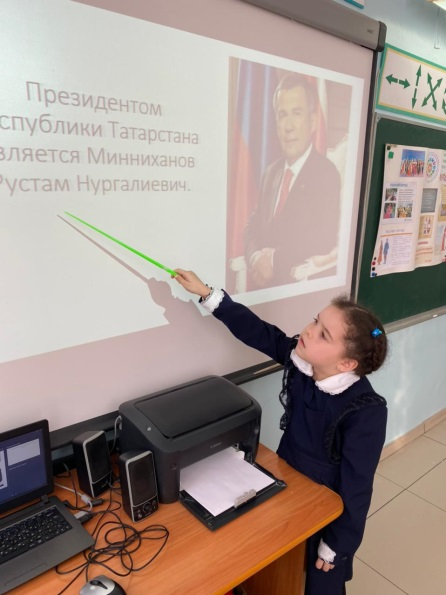 Президентом
спублики Татарстана
вляется Минниханов
Рустам Нургалиевич.